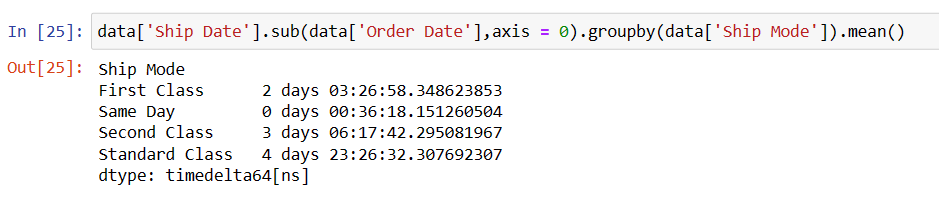 In [25]: data['Ship Date'].sub(data['Order Date'],axis = 0).groupby(data['Ship Mode']).mean()
Out[25]: Ship Mode
First Class      2 days 03:26:58.348623853
Same Day         0 days 00:36:18.151260504
Second Class     3 days 06:17:42.295081967
Standard Class   4 days 23:26:32.307692307
dtype: timedelta64[ns]